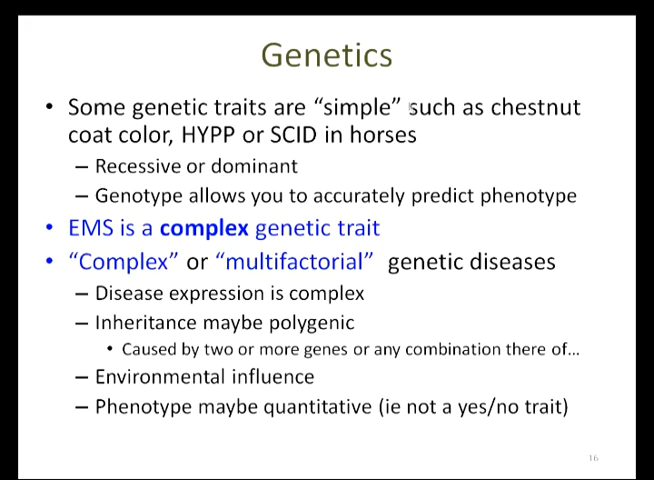 Genetics
• Some genetic traits are “simple” such as chestnut
coat color, HYPP or SCID in horses
– Recessive or dominant
– Genotype allows you to accurately predict phenotype
• EMS is a complex genetic trait
• “Complex” or “multifactorial” genetic diseases
– Disease expression is complex
– Inheritance maybe polygenic
• Caused by two or more genes or any combination there of…
– Environmental influence
– Phenotype maybe quantitative (ie not a yes/no trait)
16